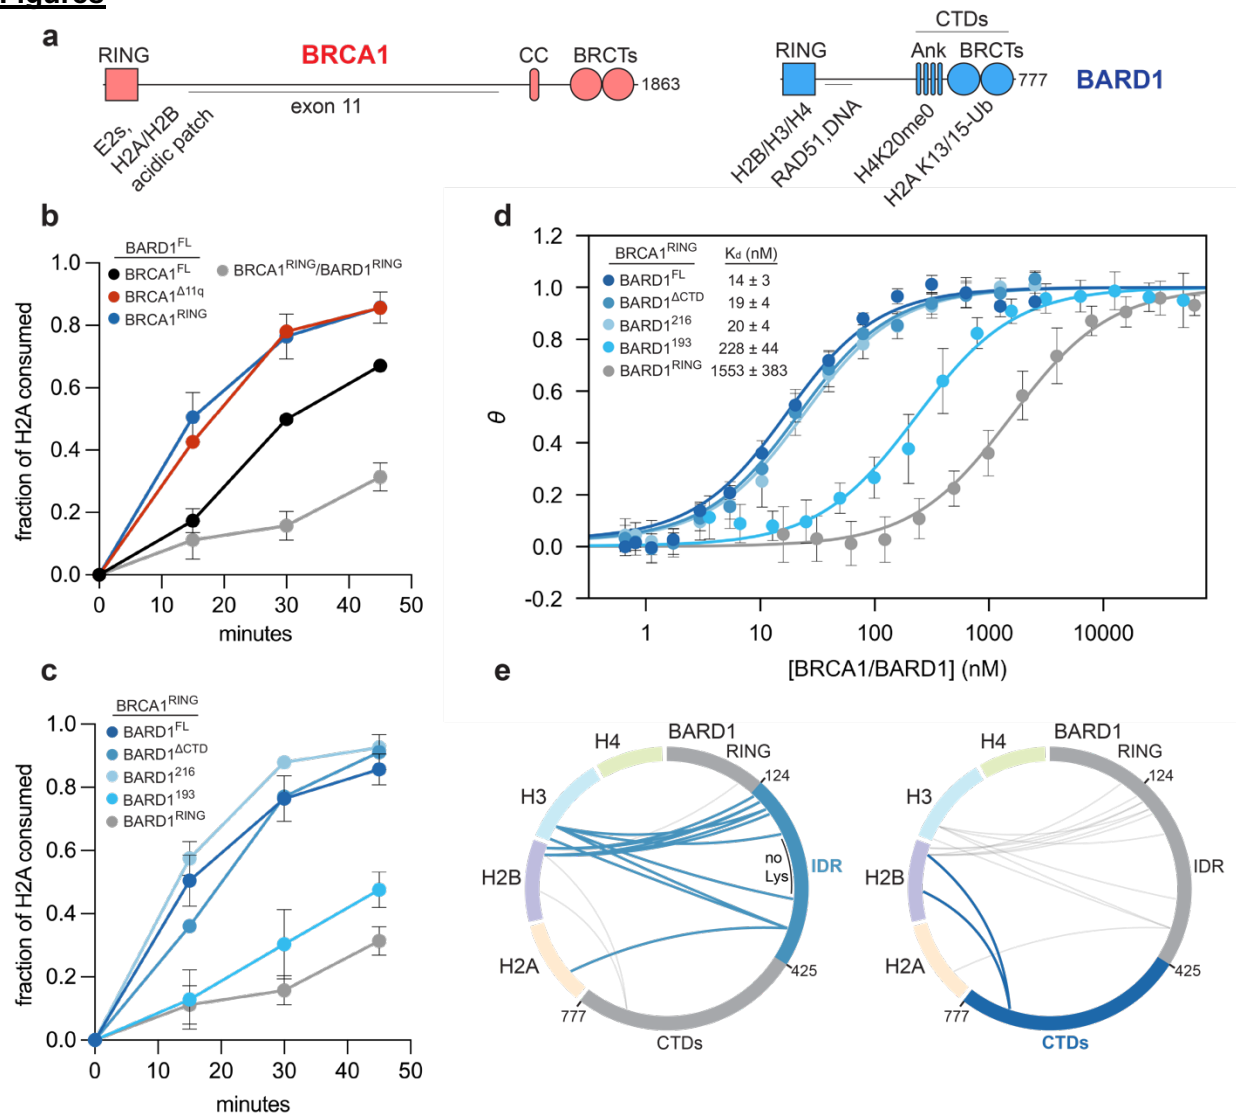 Figures
a
RING
BRCA1
CC
BRCTs
1863
exon 11
E2s,
H2A/H2B
acidic patch
CTDs
RING
Ank
BRCTs
777
BARD1
H2B/H3/H4
RAD51,DNA
H4K20me0
H2A K13/15-Ub
b
BARD1FL
BRCA1FL
BRCA1Δ11q
BRCA1RING
BRCA1RING/BARD1RING
fraction of H2A consumed
1.0
0.8
0.6
0.4
0.2
0.0
0 10 20 30 40 50
minutes
c
BRCA1RING
BARD1FL
BARD1ΔCTD
BARD1216
BARD1193
BARD1RING
fraction of H2A consumed
1.0
0.8
0.6
0.4
0.2
0.0
0 10 20 30 40 50
minutes
d
BRCA1RING Kd (nM)
BARD1FL 14 ± 3
BARD1ΔCTD 19 ± 4
BARD1216 20 ± 4
BARD1193 228 ± 44
BARD1RING 1553 ± 383
θ
1.2
1.0
0.8
0.6
0.4
0.2
0.0
-0.2
1 10 100 1000 10000
[BRCA1/BARD1] (nM)
e
BARD1
RING
124
H4
H3
H2B
H2A
no
Lys
IDR
425
777
CTDs
BARD1
RING
124
H4
H3
H2B
H2A
IDR
425
777
CTDs